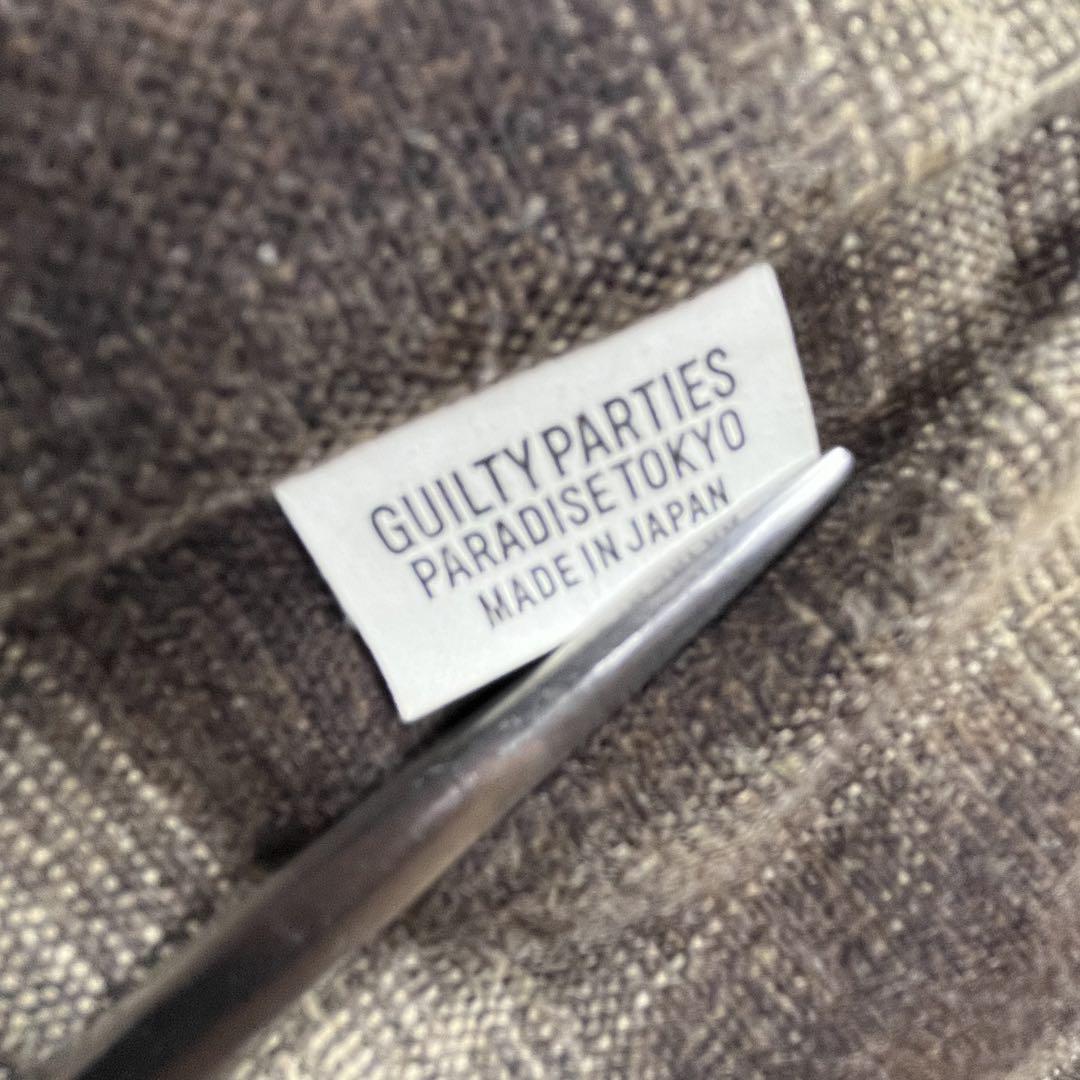 GUILTY PARTIES
PARADISE TOKYO
MADE IN JAPAN